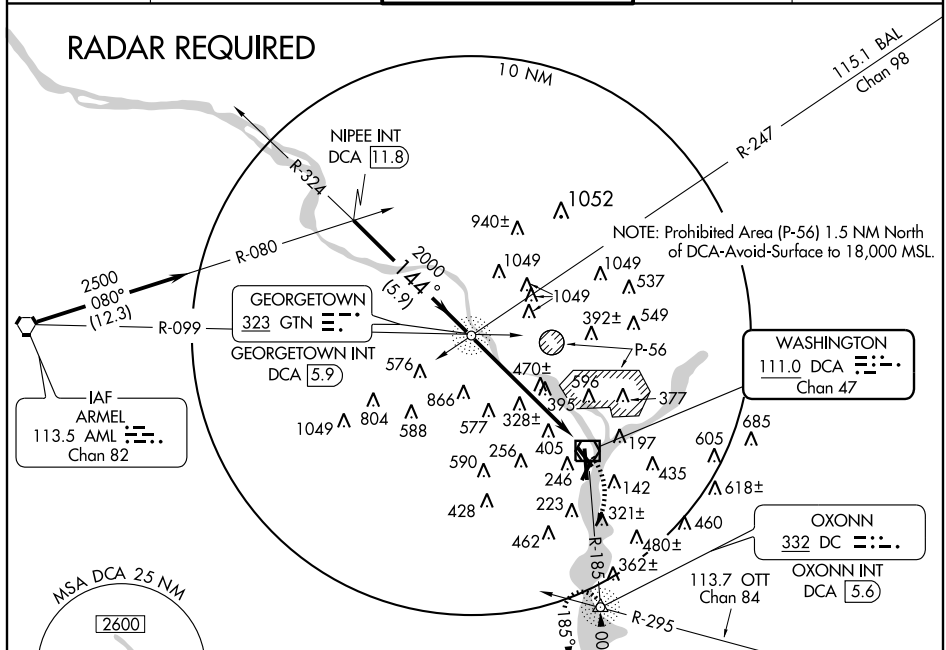 RADAR REQUIRED
10 NM
115.1 BAL
Chan 98
R-247
NIPEE INT
DCA 11.8
R-324
R-080
1052
940±
NOTE: Prohibited Area (P-56) 1.5 NM North
of DCA-Avoid-Surface to 18,000 MSL.
2000
144°
(5.9)
1049
1049
1049
537
2500
080°
(12.3)
R-099
GEORGETOWN
323 GTN
GEORGETOWN INT
DCA 5.9
392±
549
P-56
WASHINGTON
111.0 DCA
Chan 47
576
470±
596
377
395
IAF
ARMEL
113.5 AML
Chan 82
1049
804
588
866
577
328±
405
197
685
605
590
256
246
435
142
618±
428
223
321±
460
462
480±
362±
R-185
OXONN
332 DC
OXONN INT
DCA 5.6
113.7 OTT
Chan 84
R-295
MSA DCA 25 NM
2600
185°
00